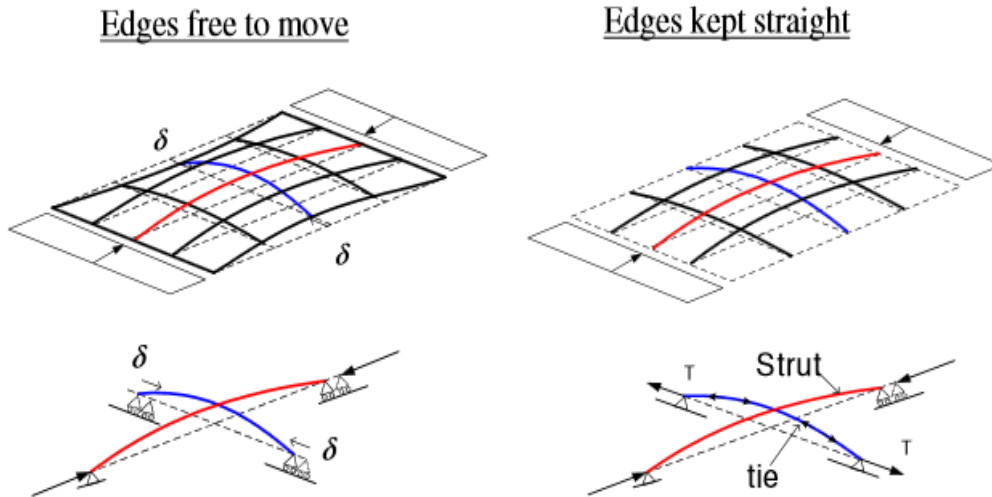 Edges free to move
Edges kept straight
δ
δ
δ
δ
T
Strut
T
tie